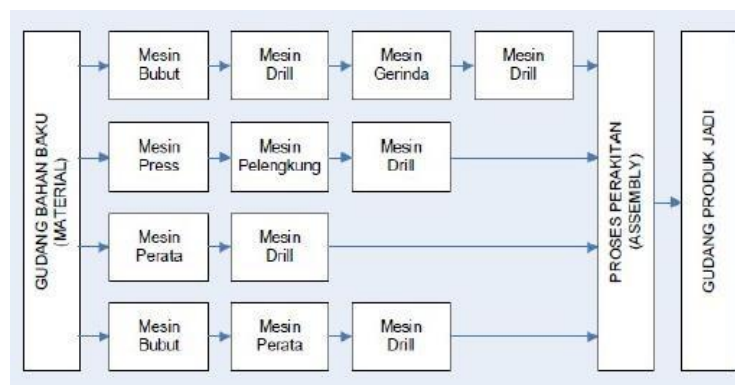 GUDANG BAHAN BAKU
(MATERIAL)
Mesin
Bubut
Mesin
Drill
Mesin
Gerinda
Mesin
Drill
Mesin
Press
Mesin
Pelengkung
Mesin
Drill
Mesin
Perata
Mesin
Drill
Mesin
Bubut
Mesin
Perata
Mesin
Drill
PROSES PERAKITAN
(ASSEMBLY)
GUDANG PRODUK JADI